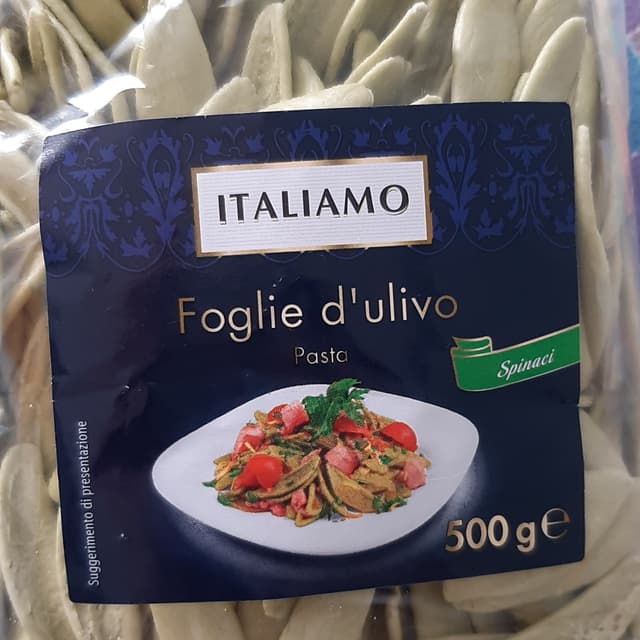 ITALIAMO
Foglie d'ulivo
Pasta
Spinaci
Suggerimento di presentazione
500 g ℮